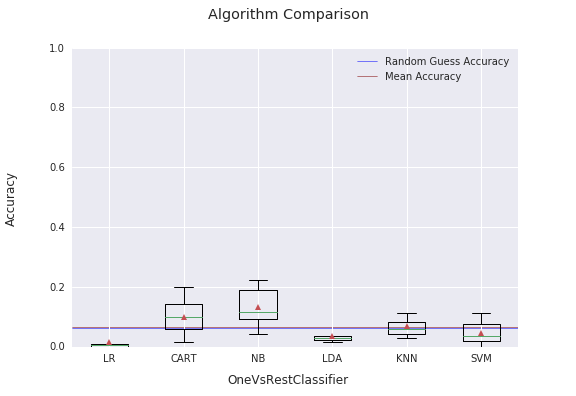 Algorithm Comparison
1.0
Random Guess Accuracy
Mean Accuracy
0.8
0.6
Accuracy
0.4
0.2
0.0
LR CART NB LDA KNN SVM
OneVsRestClassifier